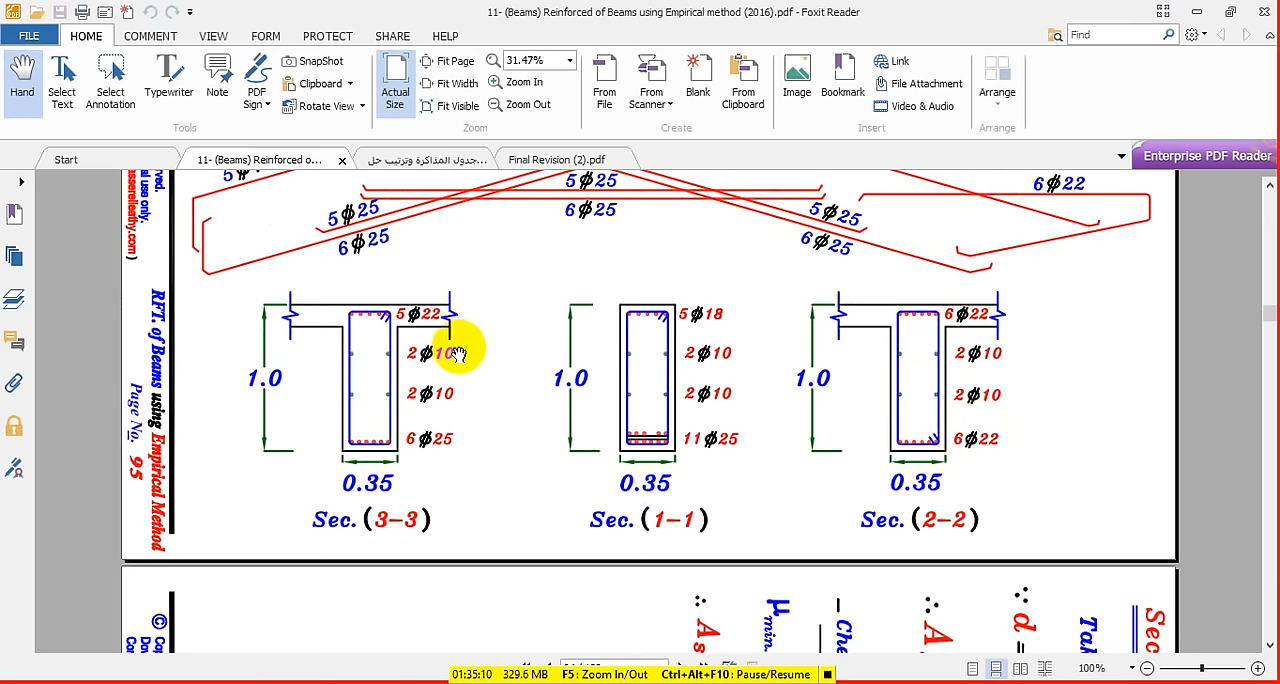 11- (Beams) Reinforced of Beams using Empirical method (2016).pdf - Foxit Reader
FILE HOME COMMENT VIEW FORM PROTECT SHARE HELP
Find
Hand
Select Text
Select Annotation
Typewriter
Note
PDF Sign
SnapShot
Clipboard
Rotate View
Tools
Actual Size
Fit Page
Fit Width
Fit Visible
31.47%
Zoom In
Zoom Out
Zoom
From File
From Scanner
Blank
From Clipboard
Create
Image
Bookmark
Link
File Attachment
Video & Audio
Insert
Arrange
Arrange
Start
11- (Beams) Reinforced o...
جدول المذاكرة وترتيب حل...
Final Revision (2).pdf
Enterprise PDF Reader
5ϕ25
6ϕ22
5ϕ25
6ϕ25
5ϕ25
6ϕ25
6ϕ25
5ϕ22
5ϕ18
6ϕ22
2ϕ10
2ϕ10
2ϕ10
1.0
1.0
1.0
2ϕ10
2ϕ10
2ϕ10
6ϕ25
11ϕ25
6ϕ22
0.35
0.35
0.35
Sec.(3-3)
Sec.(1-1)
Sec.(2-2)
RFT. of Beams using Empirical Method
Page No. 95
∴ A s
μ min.
∴ A
∴ d =
Sec
01:35:10 329.6 MB F5: Zoom In/Out Ctrl+Alt+F10: Pause/Resume
100%